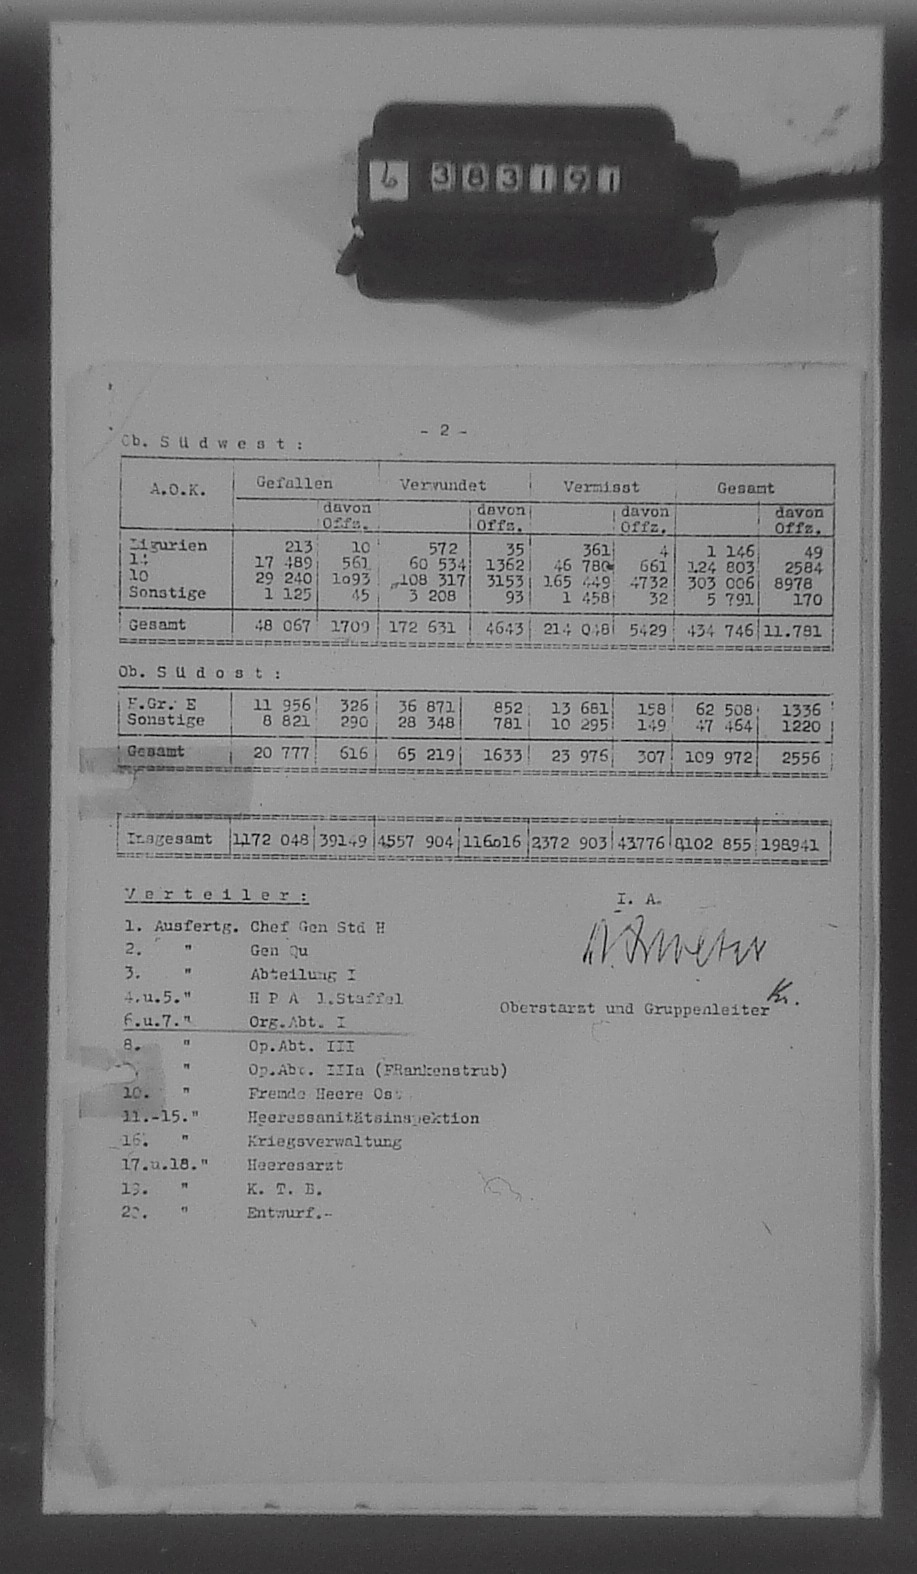 6 383191
- 2 -
Ob. Südwest:
A.O.K. Gefallen Verwundet Vermisst Gesamt
davon Offz. davon Offz. davon Offz. davon Offz.
Ligurien 213 10 572 35 361 4 1 146 49
14 17 489 561 60 534 1362 46 780 661 124 803 2584
10 29 240 1o93 108 317 3153 165 449 4732 303 006 8978
Sonstige 1 125 45 3 208 93 1 458 32 5 791 170
Gesamt 48 067 1709 172 631 4643 214 048 5429 434 746 11.781
Ob. Südost:
H.Gr. E 11 956 326 36 871 852 13 681 158 62 508 1336
Sonstige 8 821 290 28 348 781 10 295 149 47 464 1220
Gesamt 20 777 616 65 219 1633 23 976 307 109 972 2556
Insgesamt 1172 048 39149 4557 904 116016 2372 903 43776 8102 855 198941
Verteiler: I. A.
1. Ausfertg. Chef Gen Std H
2. " Gen Qu
3. " Abteilung I
4.u.5." H P A 1.Staffel
Oberstarzt und Gruppenleiter
6.u.7." Org.Abt. I
8. " Op.Abt. III
" Op.Abt. IIIa (FRankenstrub)
10. " Fremde Heere Ost
11.-15." Heeressanitätsinspektion
16. " Kriegsverwaltung
17.u.18." Heeresarzt
19. " K. T. B.
20. " Entwurf.-